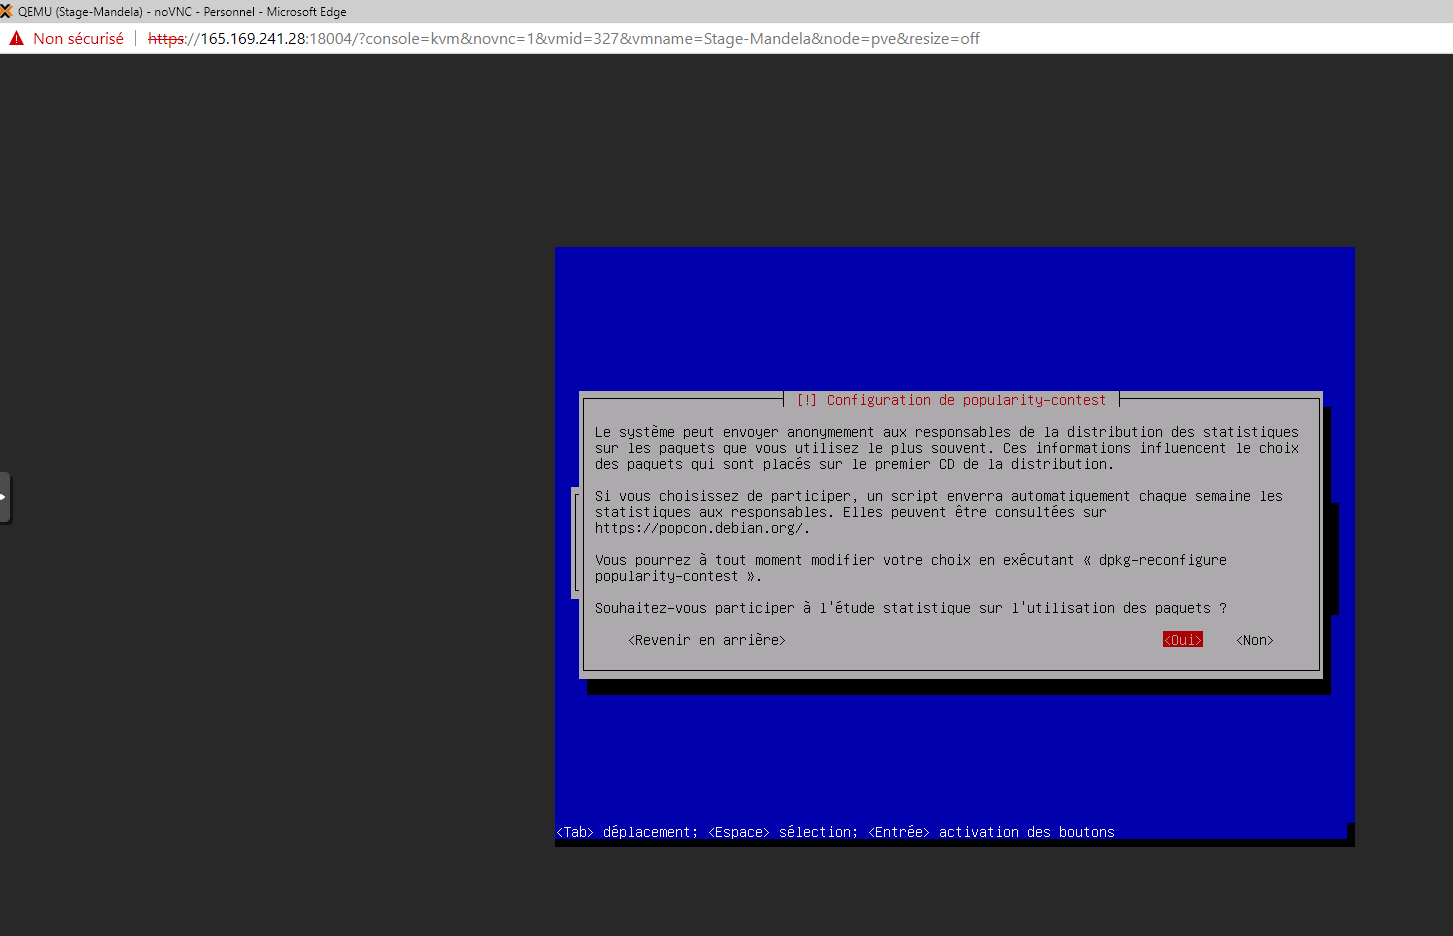 QEMU (Stage-Mandela) - noVNC - Personnel - Microsoft Edge
Non sécurisé | https://165.169.241.28:18004/?console=kvm&novnc=1&vmid=327&vmname=Stage-Mandela&node=pve&resize=off
[!] Configuration de popularity-contest
Le système peut envoyer anonymement aux responsables de la distribution des statistiques
sur les paquets que vous utilisez le plus souvent. Ces informations influencent le choix
des paquets qui sont placés sur le premier CD de la distribution.
Si vous choisissez de participer, un script enverra automatiquement chaque semaine les
statistiques aux responsables. Elles peuvent être consultées sur
https://popcon.debian.org/.
Vous pourrez à tout moment modifier votre choix en exécutant « dpkg-reconfigure
popularity-contest ».
Souhaitez-vous participer à l'étude statistique sur l'utilisation des paquets ?
<Revenir en arrière> <Oui> <Non>
<Tab> déplacement; <Espace> sélection; <Entrée> activation des boutons